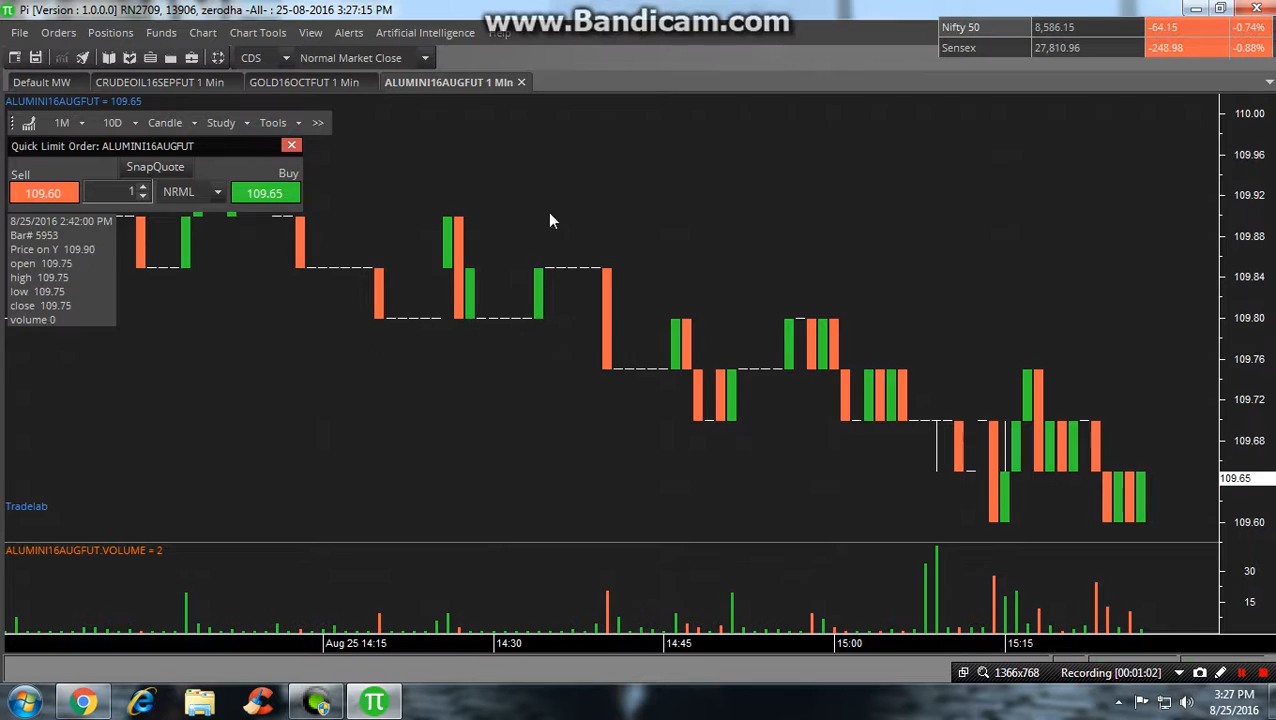 Pi [Version : 1.0.0.0] RN2709, 13906, zerodha -All- : 25-08-2016 3:27:15 PM
www.Bandicam.com
File Orders Positions Funds Chart Chart Tools View Alerts Artificial Intelligence Help
Nifty 50 8,586.15 -64.15 -0.74%
Sensex 27,810.96 -248.98 -0.88%
CDS Normal Market Close
Default MW CRUDEOIL16SEPFUT 1 Min GOLD16OCTFUT 1 Min ALUMINI16AUGFUT 1 Min
ALUMINI16AUGFUT = 109.65
1M 10D Candle Study Tools >>
Quick Limit Order: ALUMINI16AUGFUT
Sell SnapQuote Buy
109.60 1 NRML 109.65
8/25/2016 2:42:00 PM
Bar# 5953
Price on Y 109.90
open 109.75
high 109.75
low 109.75
close 109.75
volume 0
110.00
109.96
109.92
109.88
109.84
109.80
109.76
109.72
109.68
109.65
109.60
Tradelab
ALUMINI16AUGFUT.VOLUME = 2
30
15
Aug 25 14:15 14:30 14:45 15:00 15:15
1366x768 Recording [00:01:02]
3:27 PM
8/25/2016